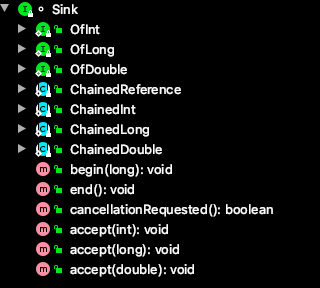 Sink
OfInt
OfLong
OfDouble
ChainedReference
ChainedInt
ChainedLong
ChainedDouble
m begin(long): void
m end(): void
m cancellationRequested(): boolean
m accept(int): void
m accept(long): void
m accept(double): void